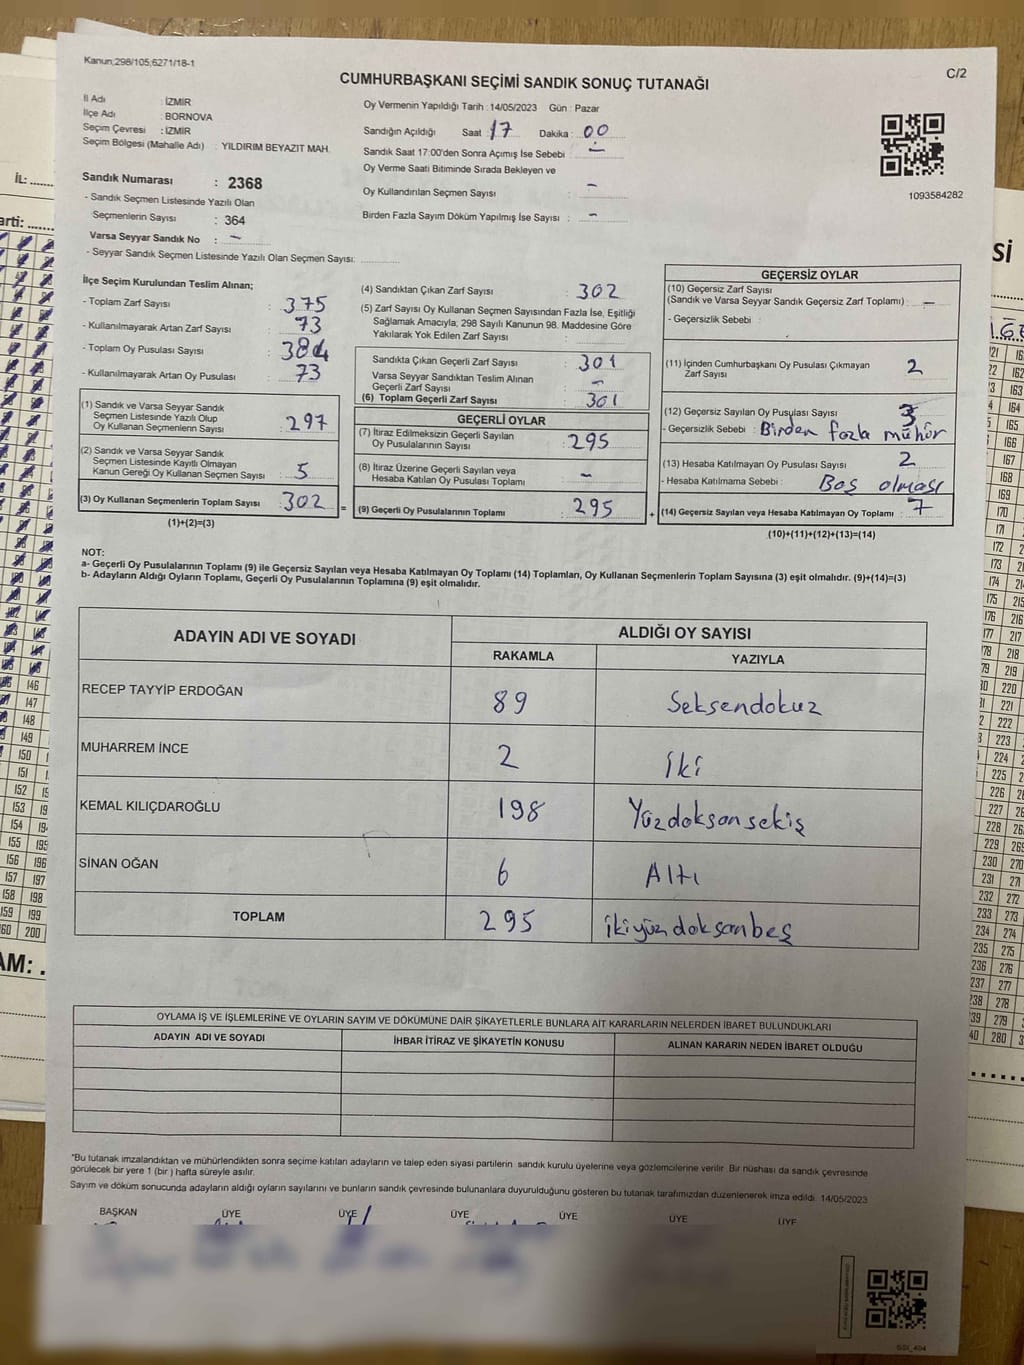 Kanun;298/105;6271/18-1
C/2
CUMHURBAŞKANI SEÇİMİ SANDIK SONUÇ TUTANAĞI
İl Adı : İZMİR
İlçe Adı : BORNOVA
Seçim Çevresi : İZMİR
Seçim Bölgesi (Mahalle Adı) : YILDIRIM BEYAZIT MAH.
Sandık Numarası : 2368
- Sandık Seçmen Listesinde Yazılı Olan
Seçmenlerin Sayısı : 364
Varsa Seyyar Sandık No : -
- Seyyar Sandık Seçmen Listesinde Yazılı Olan Seçmen Sayısı:
Oy Vermenin Yapıldığı Tarih : 14/05/2023 Gün : Pazar
Sandığın Açıldığı Saat : 17 Dakika : 00
Sandık Saat 17:00'den Sonra Açımış İse Sebebi : -
Oy Verme Saati Bitiminde Sırada Bekleyen ve
Oy Kullandırılan Seçmen Sayısı : -
Birden Fazla Sayım Döküm Yapılmış İse Sayısı : -
1093584282
İlçe Seçim Kurulundan Teslim Alınan;
- Toplam Zarf Sayısı : 375
- Kullanılmayarak Artan Zarf Sayısı : 73
- Toplam Oy Pusulası Sayısı : 384
- Kullanılmayarak Artan Oy Pusulası : 73
(1) Sandık ve Varsa Seyyar Sandık
Seçmen Listesinde Yazılı Olup
Oy Kullanan Seçmenlerin Sayısı : 297
(2) Sandık ve Varsa Seyyar Sandık
Seçmen Listesinde Kayıtlı Olmayan
Kanun Gereği Oy Kullanan Seçmen Sayısı : 5
(3) Oy Kullanan Seçmenlerin Toplam Sayısı : 302
(1)+(2)=(3)
(4) Sandıktan Çıkan Zarf Sayısı : 302
(5) Zarf Sayısı Oy Kullanan Seçmen Sayısından Fazla İse, Eşitliği
Sağlamak Amacıyla, 298 Sayılı Kanunun 98. Maddesine Göre
Yakılarak Yok Edilen Zarf Sayısı :
Sandıkta Çıkan Geçerli Zarf Sayısı : 301
Varsa Seyyar Sandıktan Teslim Alınan
Geçerli Zarf Sayısı : -
(6) Toplam Geçerli Zarf Sayısı : 301
GEÇERLİ OYLAR
(7) İtiraz Edilmeksizin Geçerli Sayılan
Oy Pusulalarının Sayısı : 295
(8) İtiraz Üzerine Geçerli Sayılan veya
Hesaba Katılan Oy Pusulası Toplamı : -
= (9) Geçerli Oy Pusulalarının Toplamı : 295
GEÇERSİZ OYLAR
(10) Geçersiz Zarf Sayısı
(Sandık ve Varsa Seyyar Sandık Geçersiz Zarf Toplamı) : -
- Geçersizlik Sebebi :
(11) İçinden Cumhurbaşkanı Oy Pusulası Çıkmayan
Zarf Sayısı : 2
(12) Geçersiz Sayılan Oy Pusulası Sayısı : 3
- Geçersizlik Sebebi : Birden fazla mühür
(13) Hesaba Katılmayan Oy Pusulası Sayısı : 2
- Hesaba Katılmama Sebebi : Boş olması
+ (14) Geçersiz Sayılan veya Hesaba Katılmayan Oy Toplamı : 7
(10)+(11)+(12)+(13)=(14)
NOT:
a- Geçerli Oy Pusulalarının Toplamı (9) ile Geçersiz Sayılan veya Hesaba Katılmayan Oy Toplamı (14) Toplamları, Oy Kullanan Seçmenlerin Toplam Sayısına (3) eşit olmalıdır. (9)+(14)=(3)
b- Adayların Aldığı Oyların Toplamı, Geçerli Oy Pusulalarının Toplamına (9) eşit olmalıdır.
ADAYIN ADI VE SOYADI ALDIĞI OY SAYISI
RAKAMLA YAZIYLA
RECEP TAYYİP ERDOĞAN 89 Seksendokuz
MUHARREM İNCE 2 iki
KEMAL KILIÇDAROĞLU 198 Yüzdoksansekiş
SİNAN OĞAN 6 Altı
TOPLAM 295 ikiyüzdoksanbeş
OYLAMA İŞ VE İŞLEMLERİNE VE OYLARIN SAYIM VE DÖKÜMÜNE DAİR ŞİKAYETLERLE BUNLARA AİT KARARLARIN NELERDEN İBARET BULUNDUKLARI
ADAYIN ADI VE SOYADI İHBAR İTİRAZ VE ŞİKAYETİN KONUSU ALINAN KARARIN NEDEN İBARET OLDUĞU
*Bu tutanak imzalandıktan ve mühürlendikten sonra seçime katılan adayların ve talep eden siyasi partilerin sandık kurulu üyelerine veya gözlemcilerine verilir. Bir nüshası da sandık çevresinde
görülecek bir yere 1 (bir ) hafta süreyle asılır.
Sayım ve döküm sonucunda adayların aldığı oyların sayılarını ve bunların sandık çevresinde bulunanlara duyurulduğunu gösteren bu tutanak tarafımızdan düzenlenerek imza edildi. 14/05/2023
BAŞKAN ÜYE ÜYE ÜYE ÜYE ÜYE ÜYE